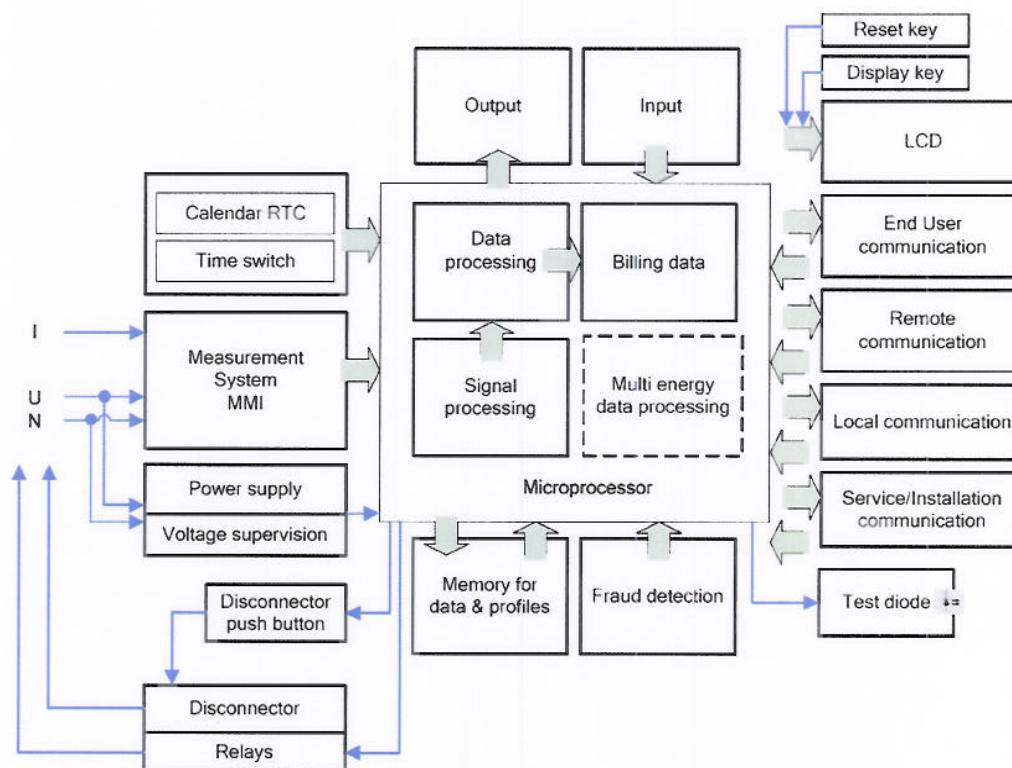 Reset key
Display key
Output
Input
LCD
Calendar RTC
Time switch
Data
processing
Billing data
End User
communication
I
U
N
Measurement
System
MMI
Signal
processing
Multi energy
data processing
Remote
communication
Local communication
Power supply
Voltage supervision
Microprocessor
Service/Installation
communication
Disconnector
push button
Memory for
data & profiles
Fraud detection
Test diode
Disconnector
Relays